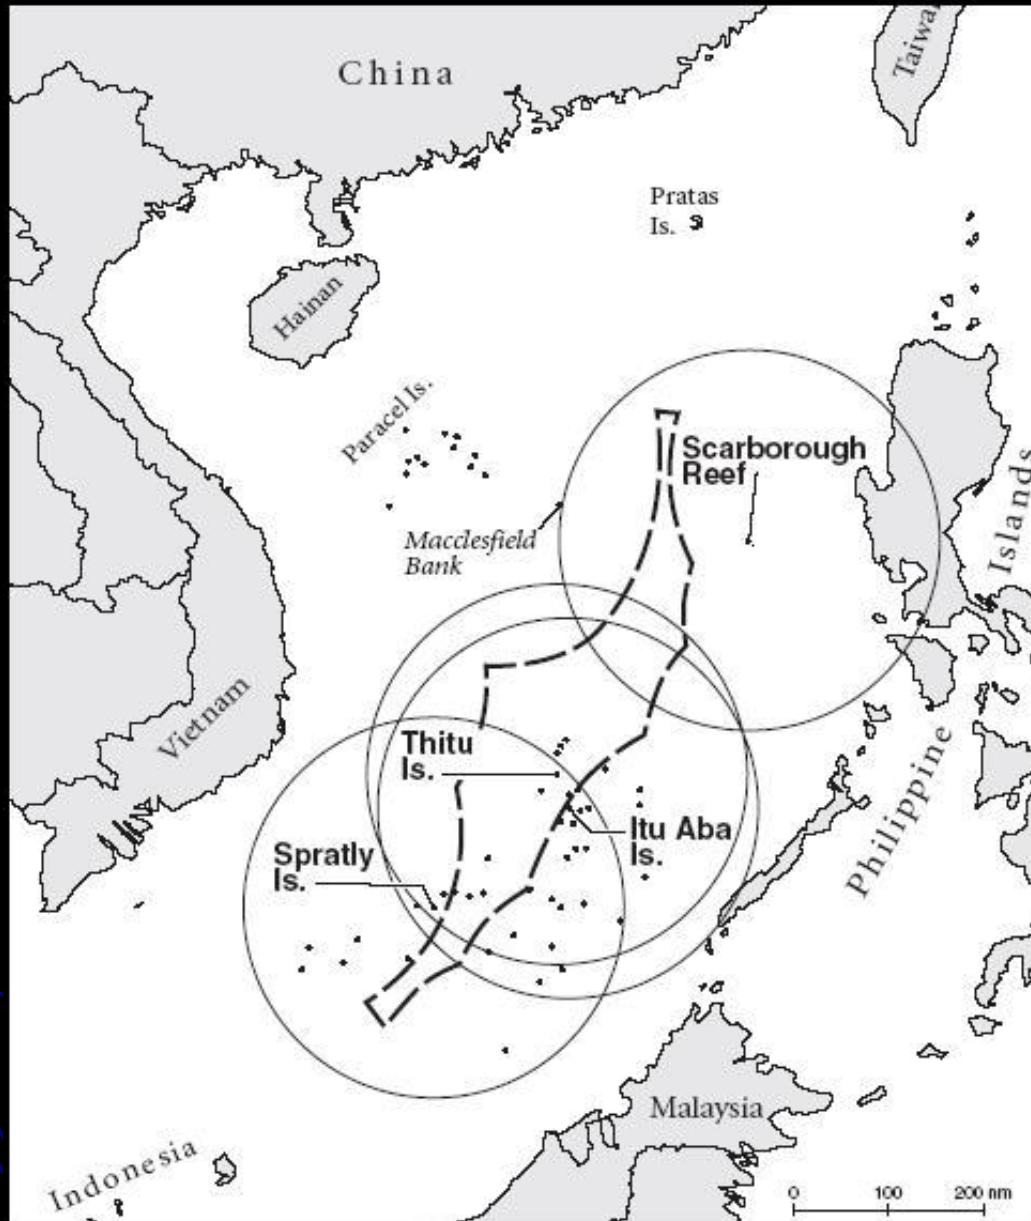 China
Taiwan
Pratas
Is.
Hainan
Paracel Is.
Scarborough
Reef
Macclesfield
Bank
Islands
Vietnam
Thitu
Is.
Philippine
Itu Aba
Is.
Spratly
Is.
Malaysia
Indonesia
0 100 200 nm